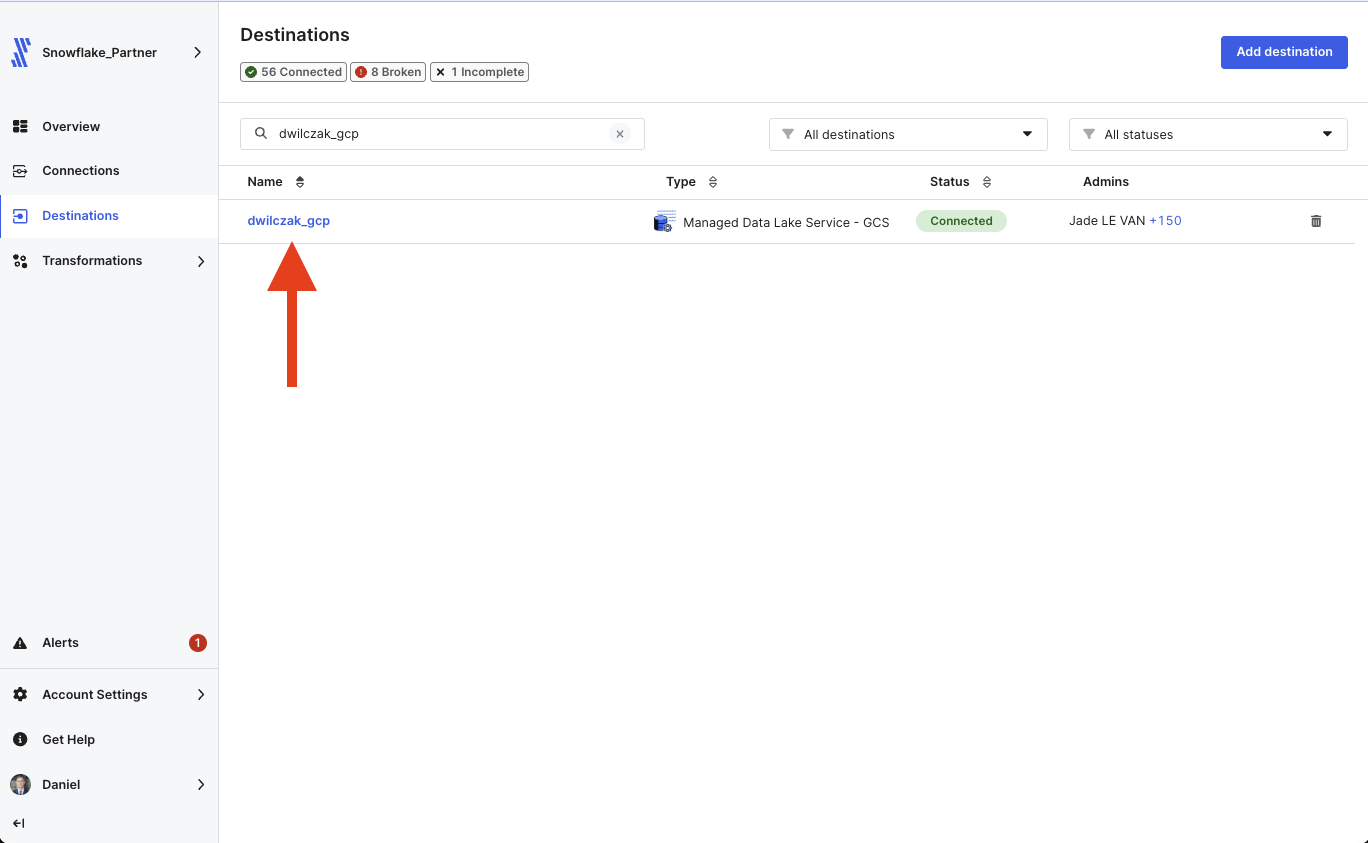 Snowflake_Partner
Overview
Connections
Destinations
Transformations
Alerts
1
Account Settings
Get Help
Daniel
Destinations
56 Connected
8 Broken
1 Incomplete
Add destination
dwilczak_gcp
All destinations
All statuses
Name
Type
Status
Admins
dwilczak_gcp
Managed Data Lake Service - GCS
Connected
Jade LE VAN +150